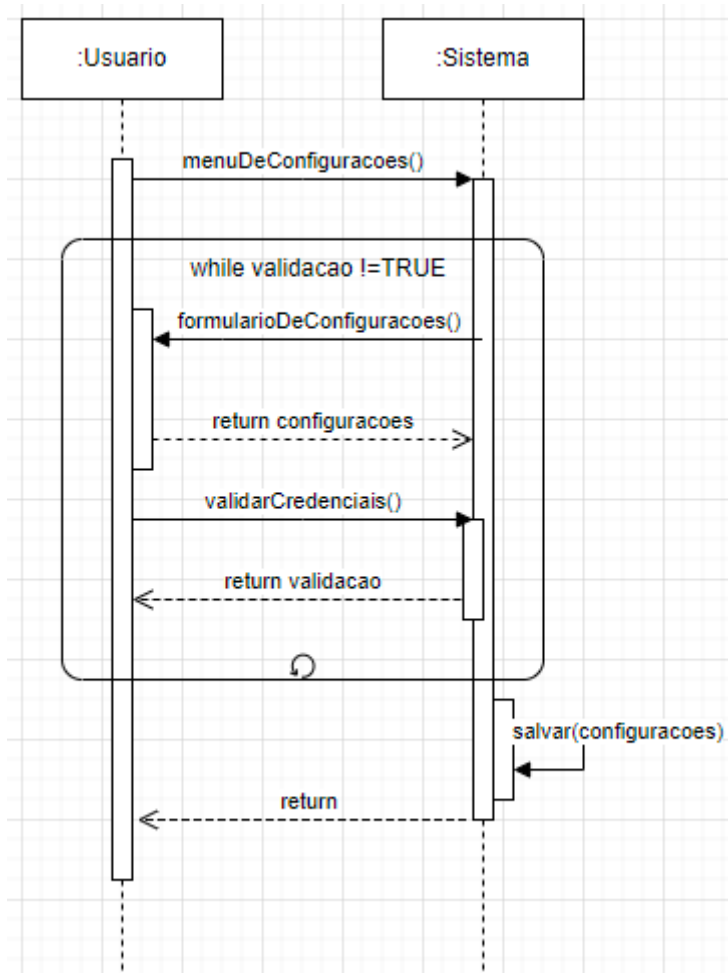 :Usuario
:Sistema
menuDeConfiguracoes()
while validacao !=TRUE
formularioDeConfiguracoes()
return configuracoes
validarCredenciais()
return validacao
salvar(configuracoes)
return